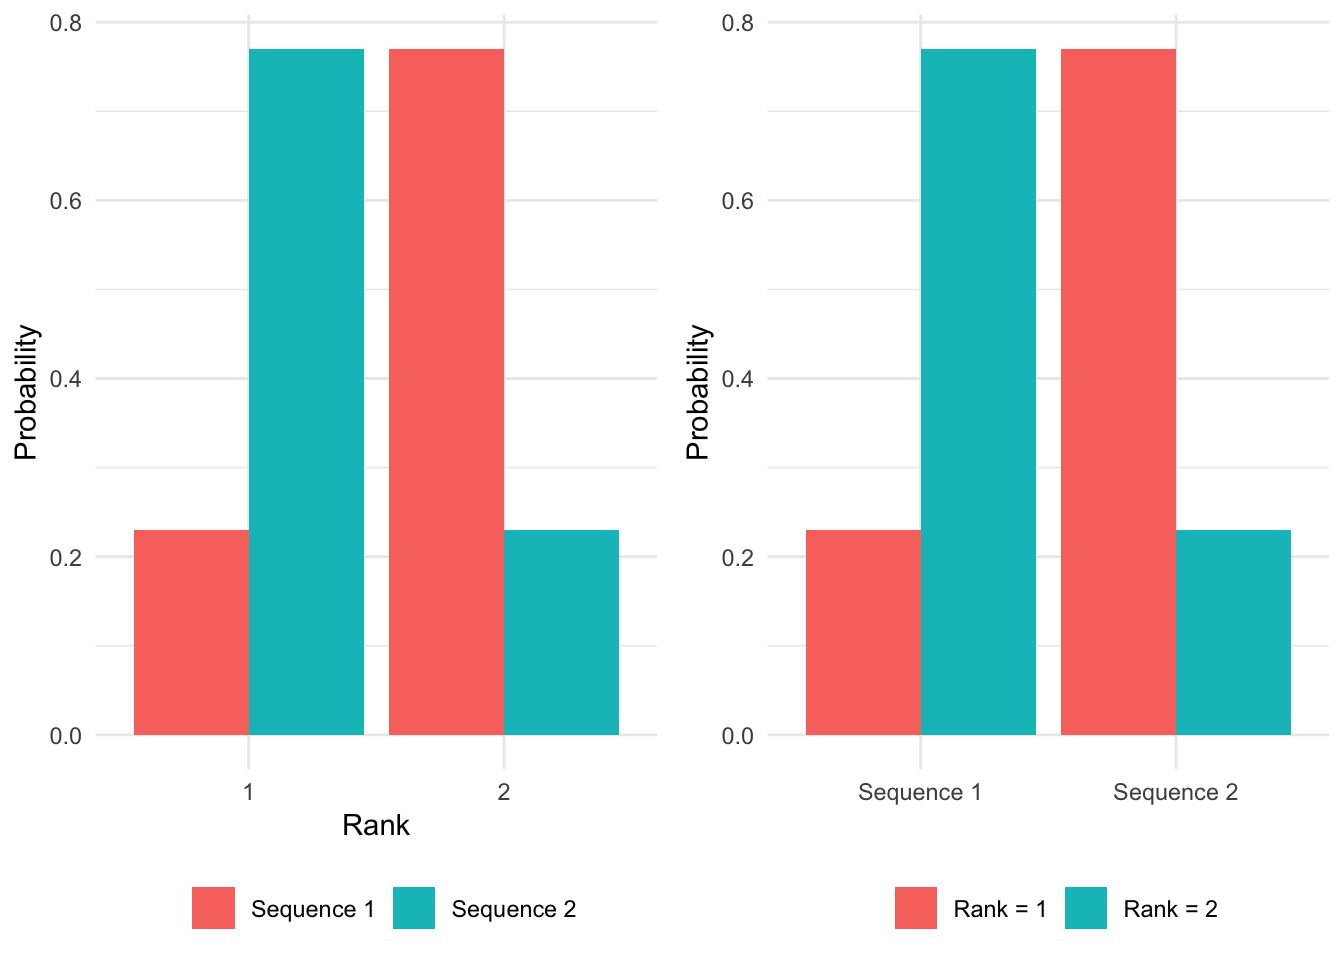 0.8
0.6
0.4
0.2
0.0
Probability
1 2
Rank
Sequence 1 Sequence 2
0.8
0.6
0.4
0.2
0.0
Probability
Sequence 1 Sequence 2
Rank = 1 Rank = 2